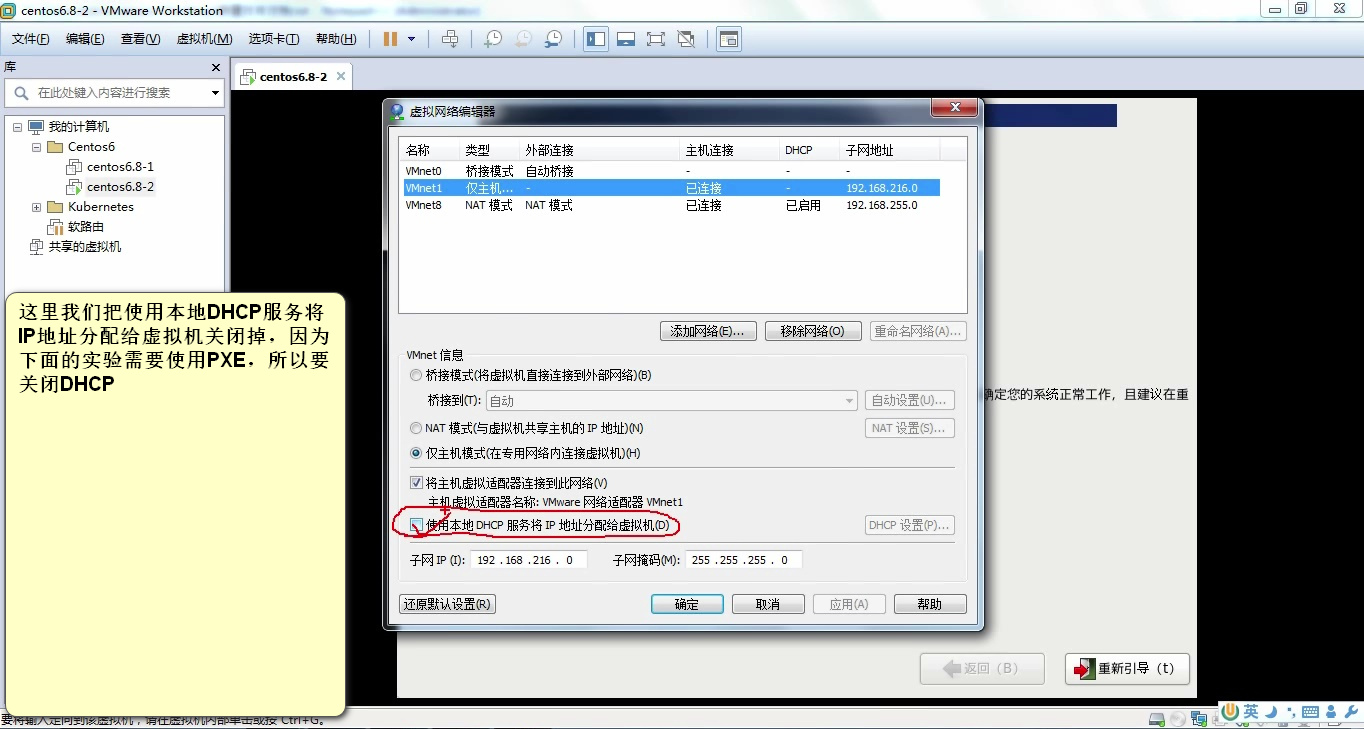 centos6.8-2 - VMware Workstation
文件(F) 编辑(E) 查看(V) 虚拟机(M) 选项卡(T) 帮助(H)
库
在此处键入内容进行搜索
我的计算机
Centos6
centos6.8-1
centos6.8-2
Kubernetes
软路由
共享的虚拟机
centos6.8-2
这里我们把使用本地DHCP服务将
IP地址分配给虚拟机关闭掉，因为
下面的实验需要使用PXE，所以要
关闭DHCP
虚拟网络编辑器
名称 类型 外部连接 主机连接 DHCP 子网地址
VMnet0 桥接模式 自动桥接 - - -
VMnet1 仅主机... - 已连接 - 192.168.216.0
VMnet8 NAT 模式 NAT 模式 已连接 已启用 192.168.255.0
添加网络(E)... 移除网络(O) 重命名网络(A)...
VMnet 信息
桥接模式(将虚拟机直接连接到外部网络)(B)
桥接到(T): 自动 自动设置(U)...
NAT 模式(与虚拟机共享主机的 IP 地址)(N) NAT 设置(S)...
仅主机模式(在专用网络内连接虚拟机)(H)
将主机虚拟适配器连接到此网络(V)
主机虚拟适配器名称: VMware 网络适配器 VMnet1
使用本地 DHCP 服务将 IP 地址分配给虚拟机(D) DHCP 设置(P)...
子网 IP (I): 192 .168 .216 . 0 子网掩码(M): 255 .255 .255 . 0
还原默认设置(R) 确定 取消 应用(A) 帮助
确定您的系统正常工作，且建议在重
返回（B） 重新引导（t）
要将输入定向到该虚拟机，请在虚拟机内部单击或按 Ctrl+G。
英